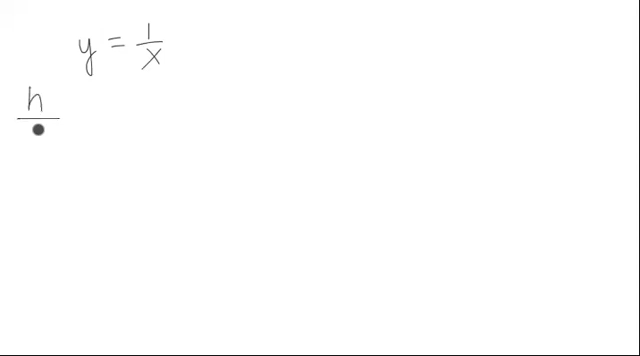 y = 1/x
n